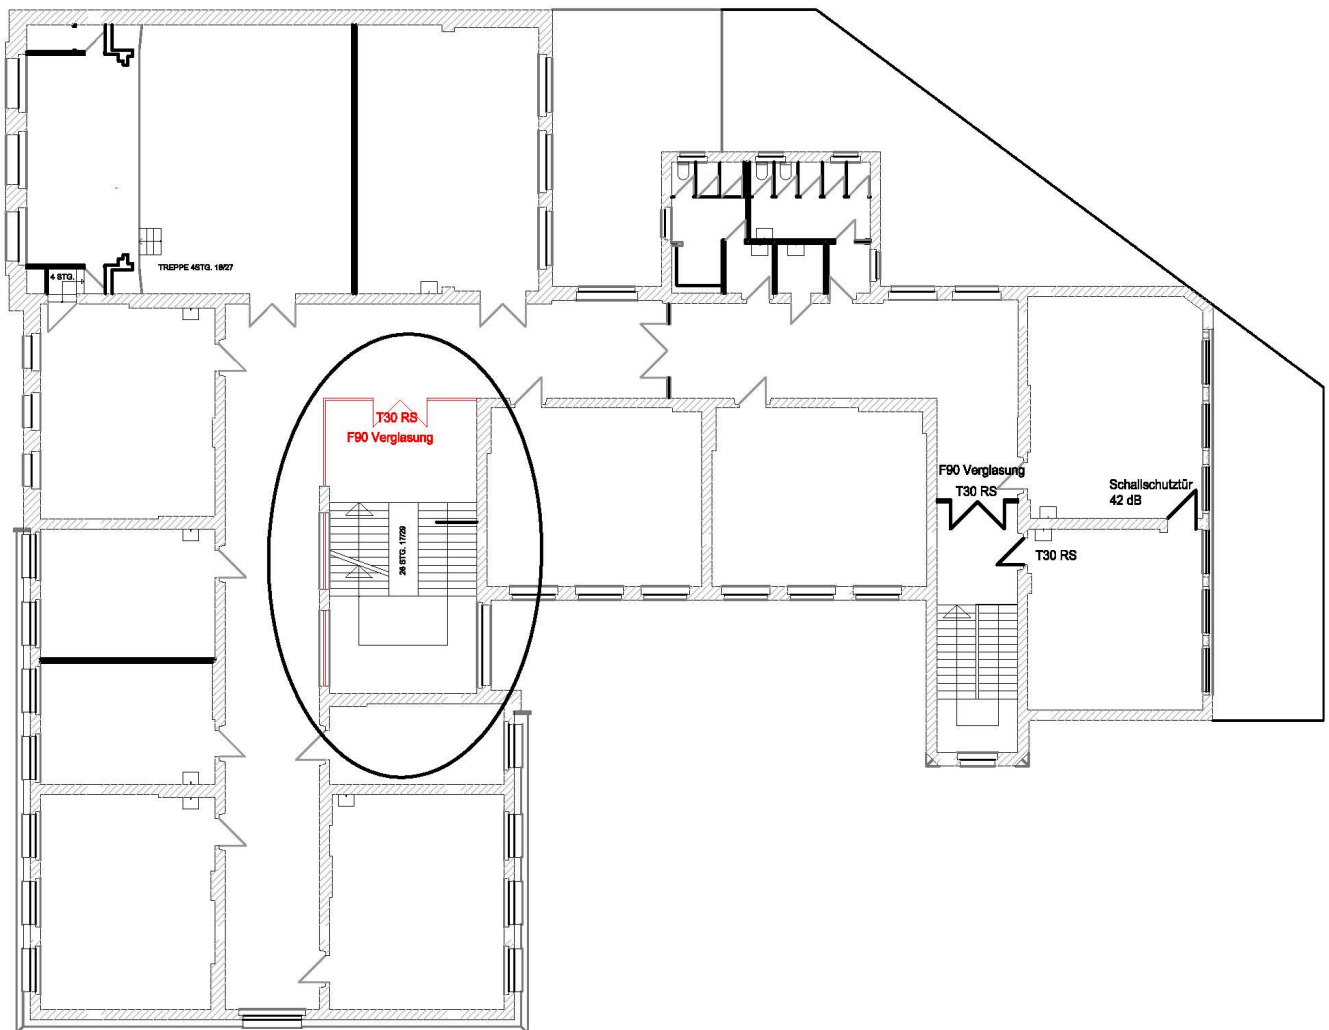 TREPPE 4STG. 18/27
4 STG.
T30 RS
F90 Verglasung
26 STG. 17/29
F90 Verglasung
T30 RS
Schallschutztür
42 dB
T30 RS